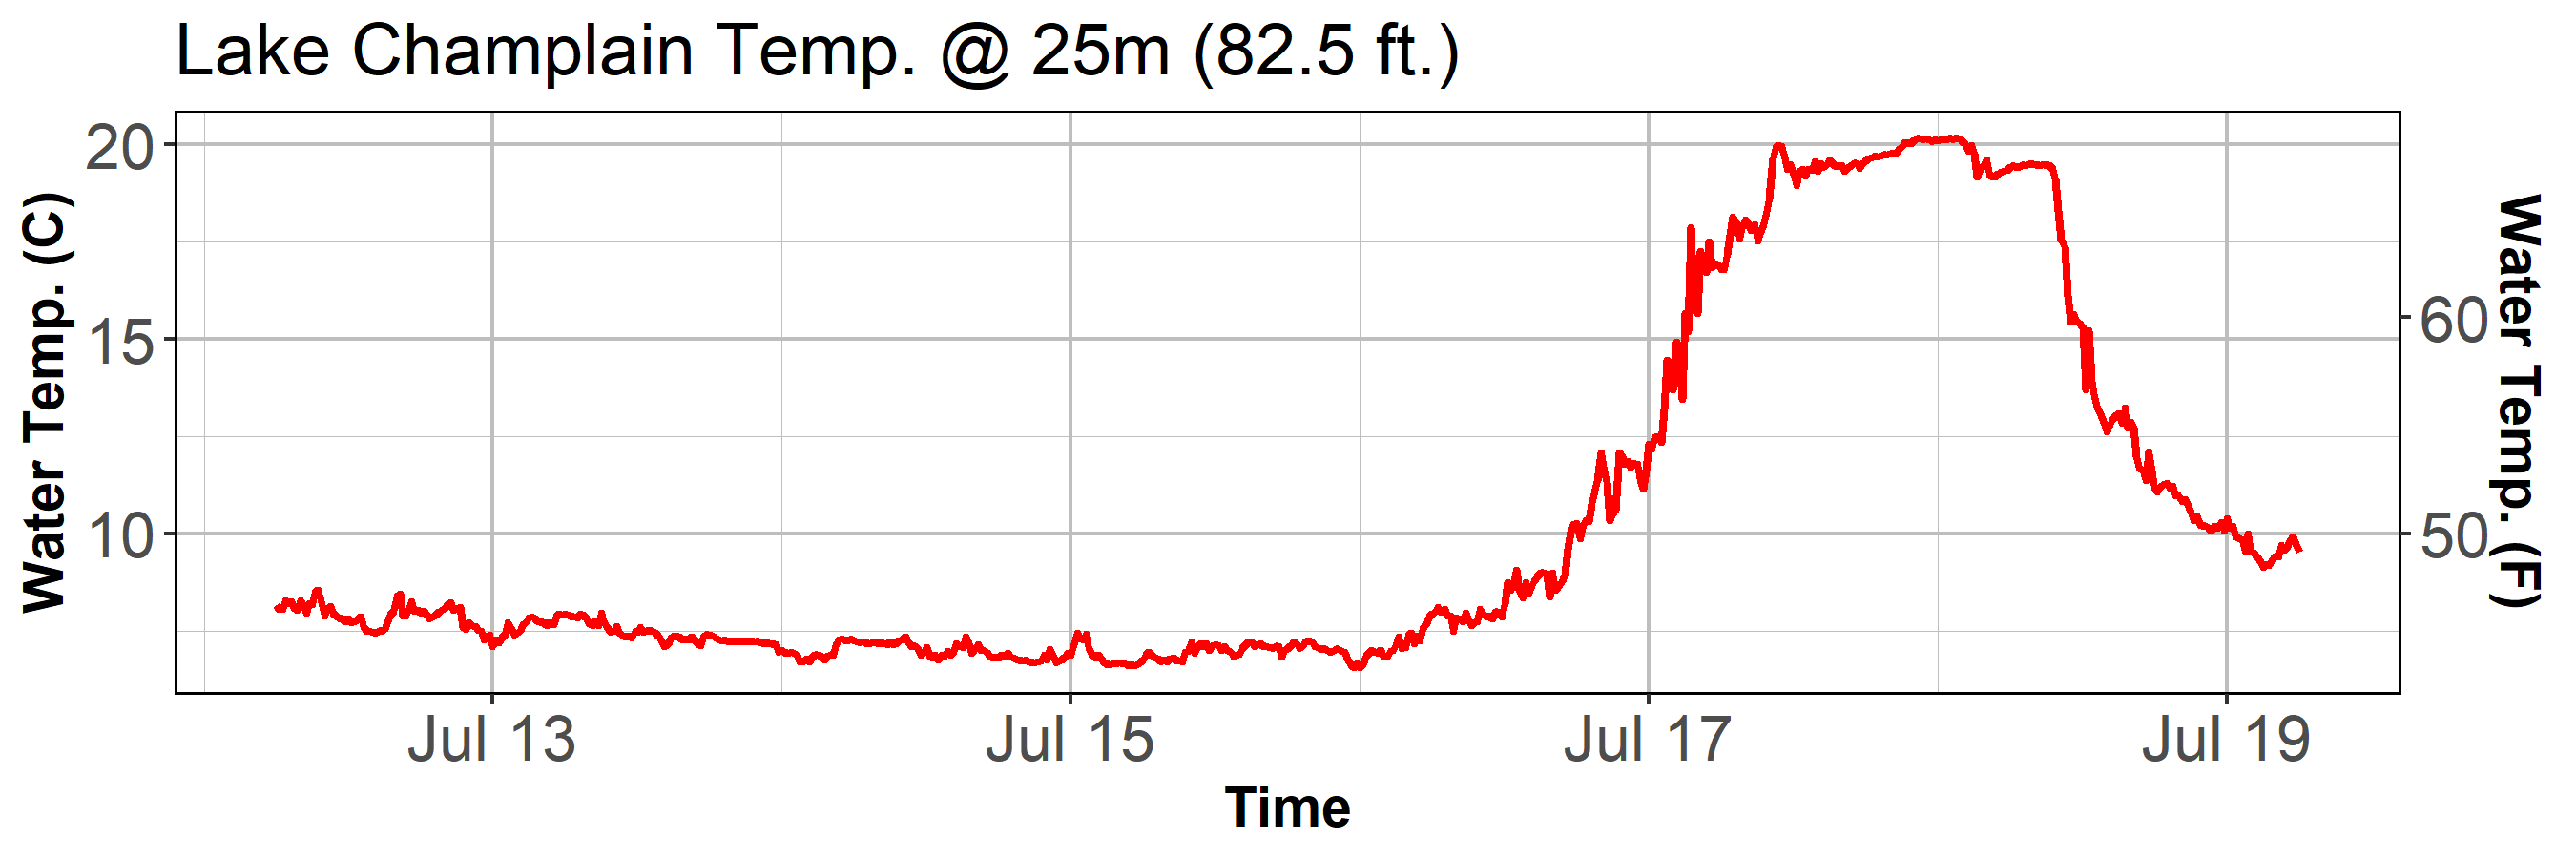 Lake Champlain Temp. @ 25m (82.5 ft.)
Water Temp. (C)
20
15
10
60
50
Water Temp. (F)
Jul 13
Jul 15
Jul 17
Jul 19
Time